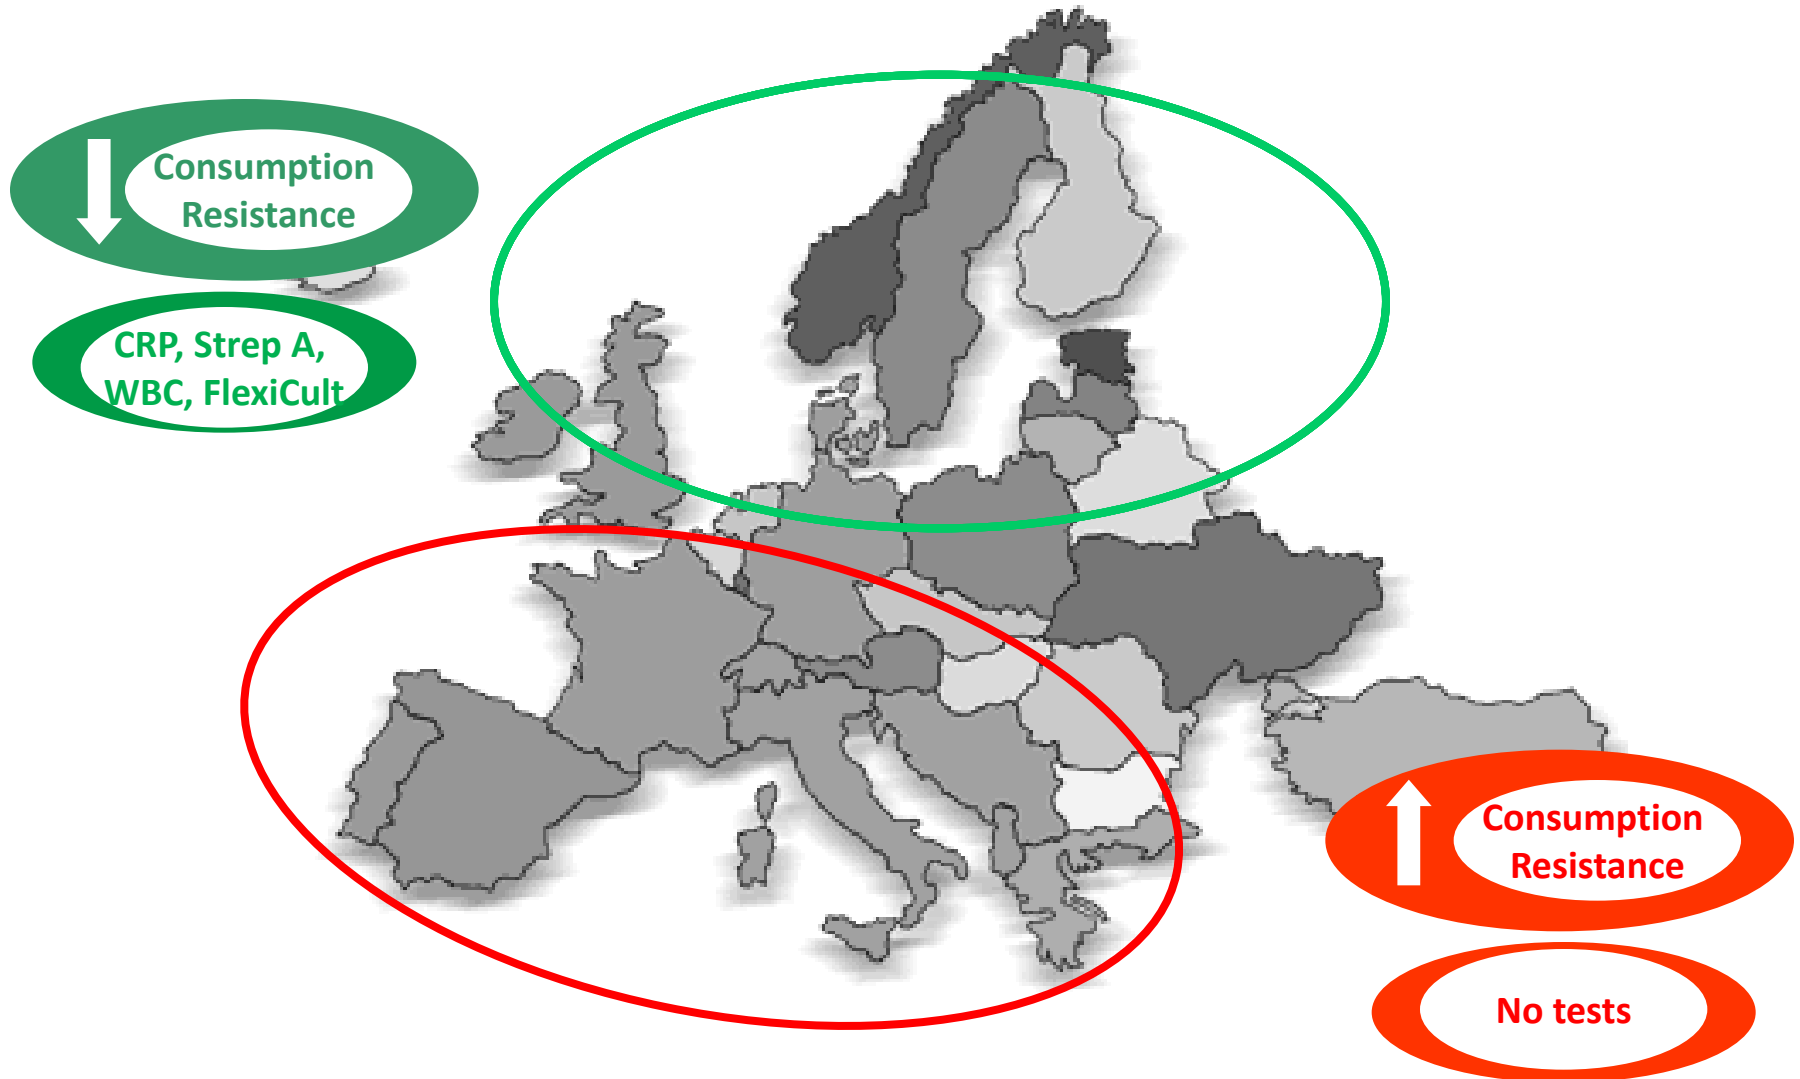 Consumption
Resistance
CRP, Strep A,
WBC, FlexiCult
Consumption
Resistance
No tests